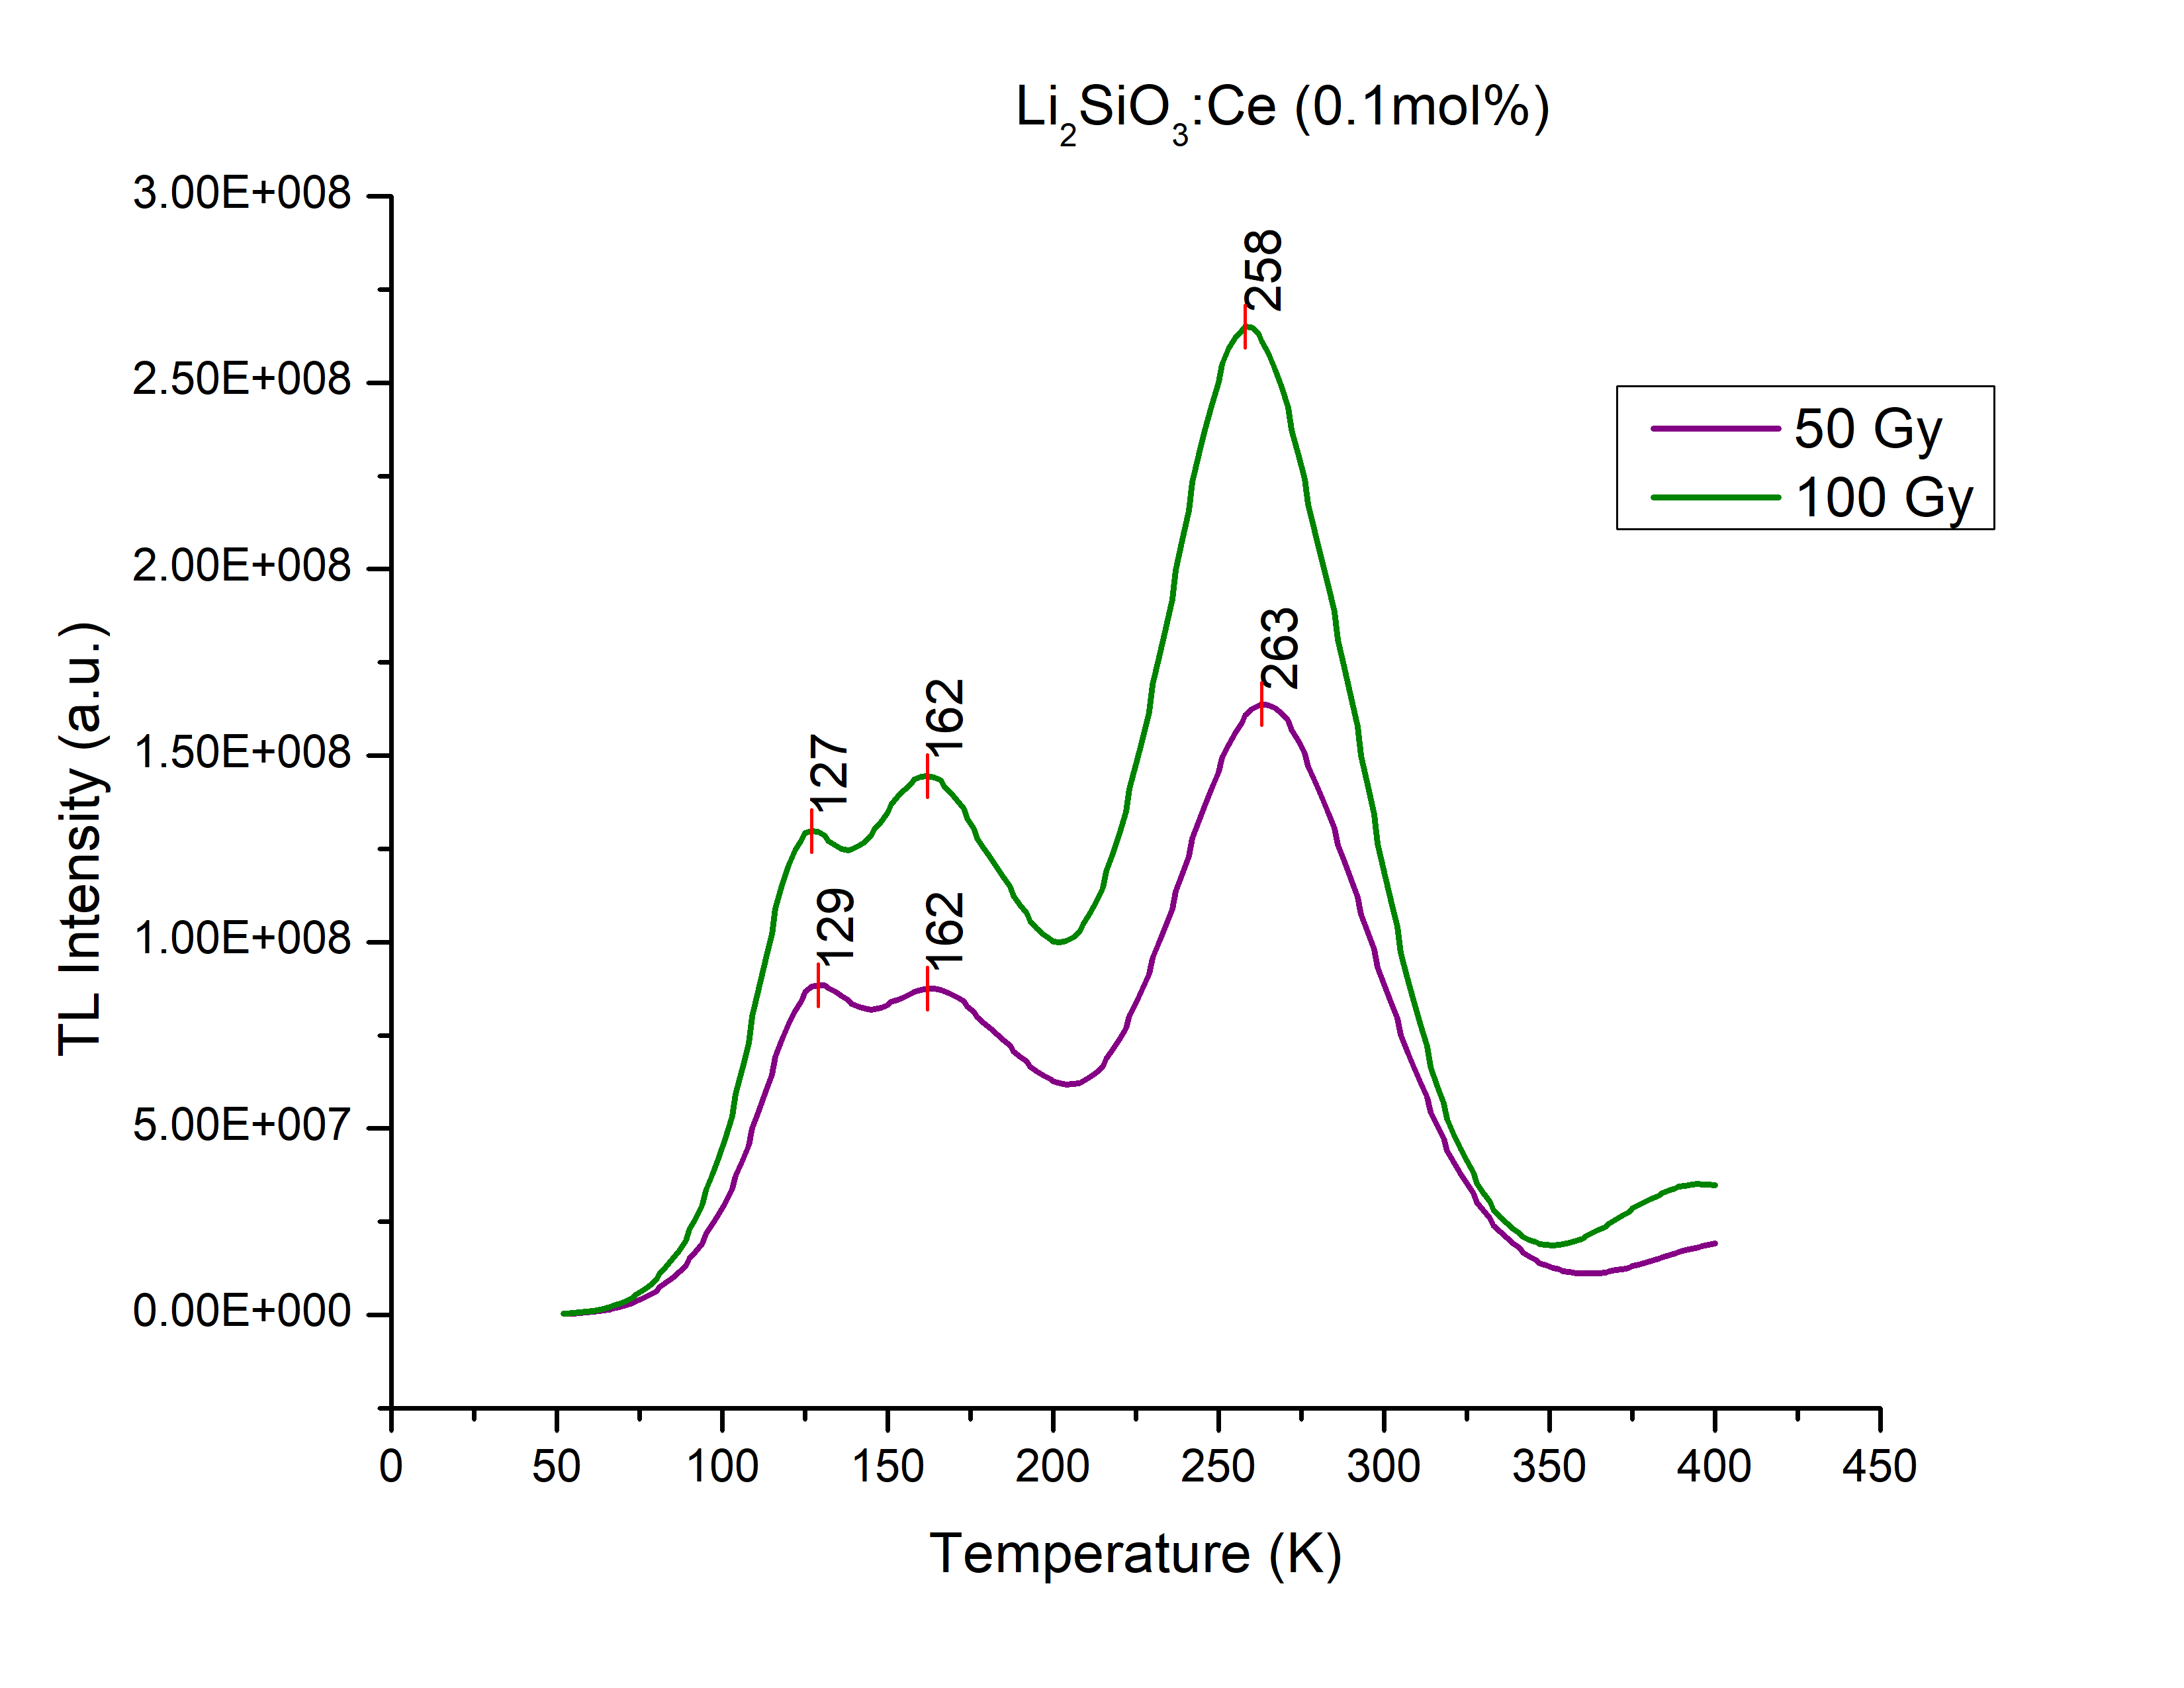 Li₂SiO₃:Ce (0.1mol%)
3.00E+008
2.50E+008
2.00E+008
1.50E+008
1.00E+008
5.00E+007
0.00E+000
TL Intensity (a.u.)
258
263
127
162
129
162
50 Gy
100 Gy
0 50 100 150 200 250 300 350 400 450
Temperature (K)